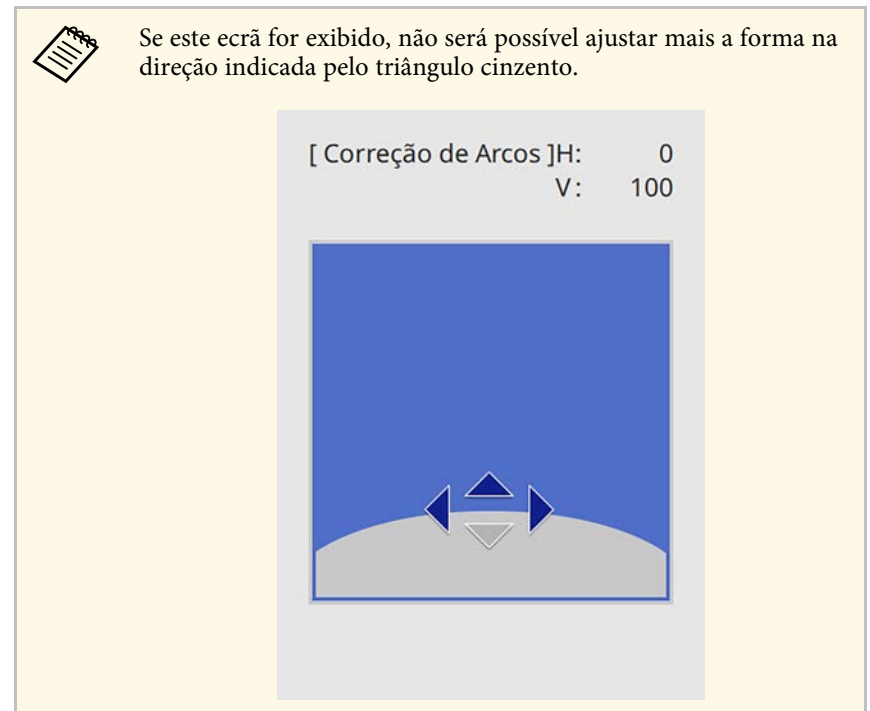 Se este ecrã for exibido, não será possível ajustar mais a forma na
direção indicada pelo triângulo cinzento.
[ Correção de Arcos ]H: 0
V: 100